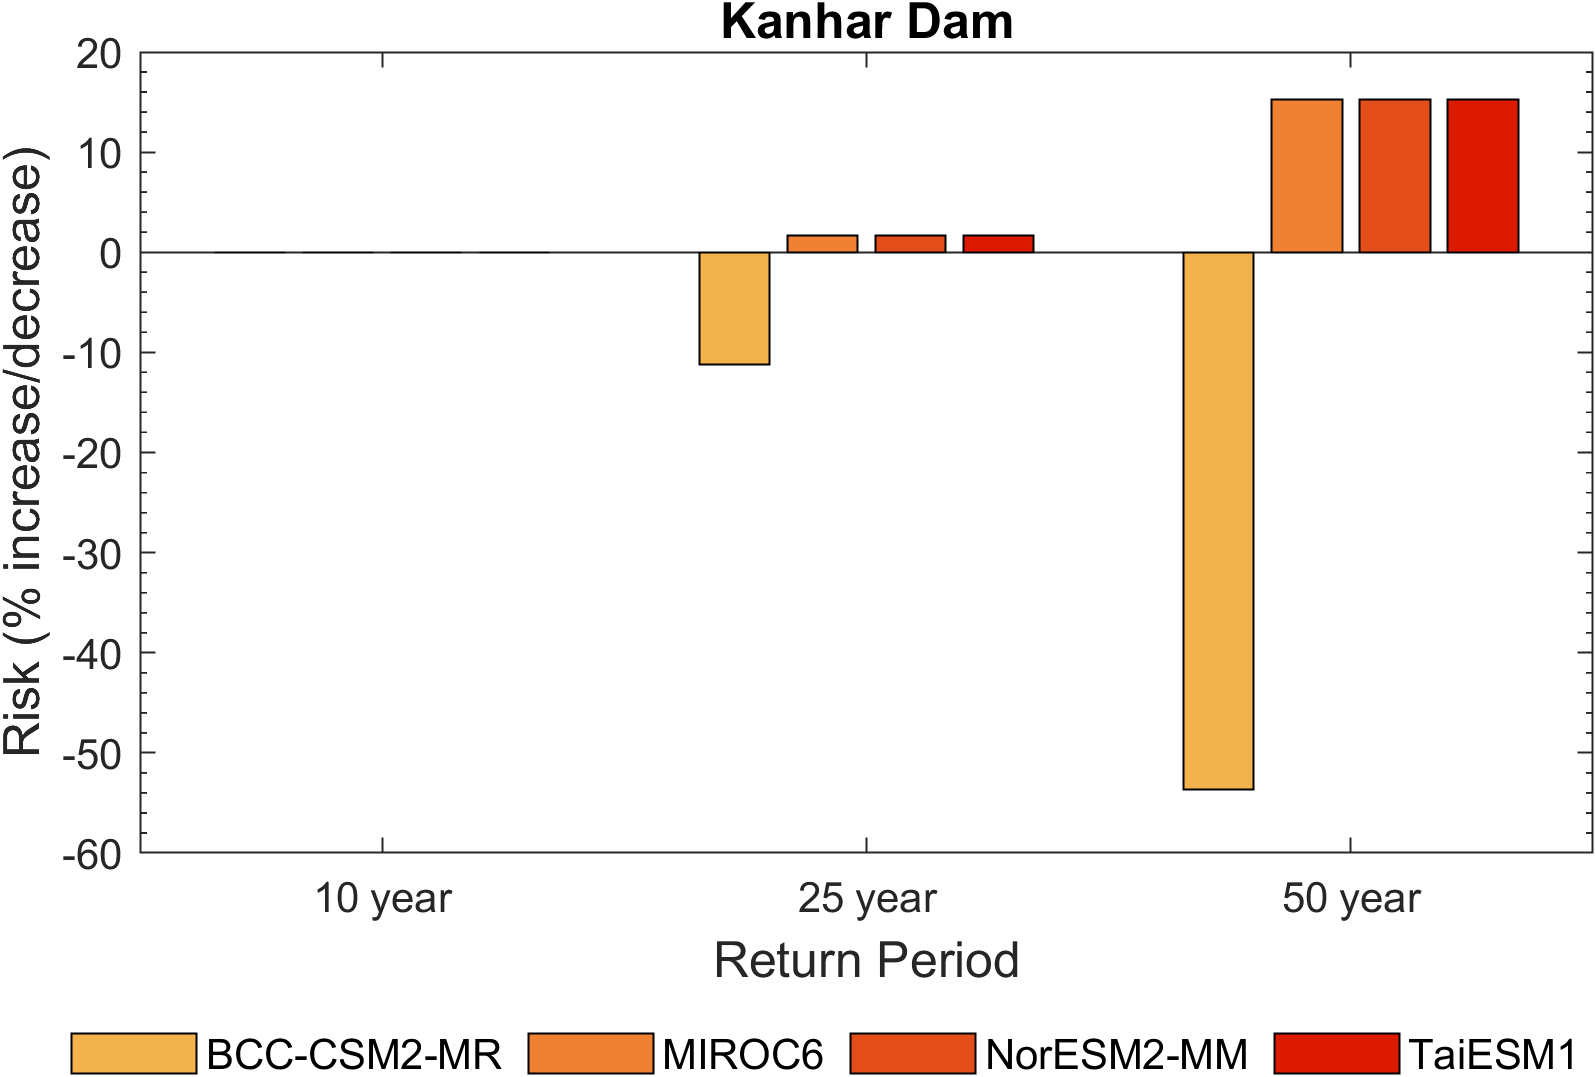 Kanhar Dam
Risk (% increase/decrease)
20
10
0
-10
-20
-30
-40
-50
-60
10 year
25 year
50 year
Return Period
BCC-CSM2-MR
MIROC6
NorESM2-MM
TaiESM1